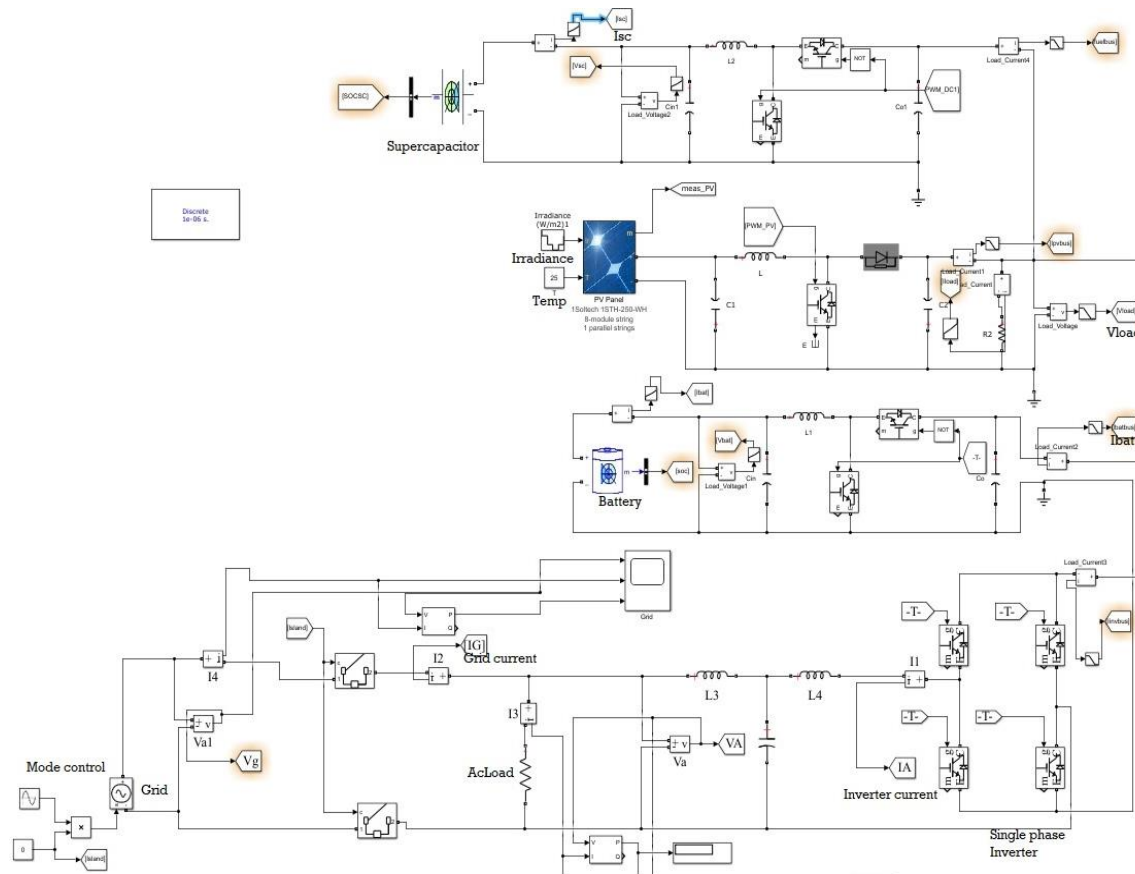 [Isc]
Isc
[Vsc]
L2
NOT
Load_Current4
[fuelbus]
[SOCSC]
Supercapacitor
Load_Voltage2
Cin1
Co1
[PWM_DC1]
Discrete
1e-06 s.
meas_PV
Irradiance
(W/m2)1
Irradiance
25
T
Temp
m
T
PV Panel
1Soltech 1STH-250-WH
8-module string
1 parallel strings
C1
[PWM_PV]
L
E
C2
Load_Current1
[Iload]
[Ipvbus]
R2
Load_Voltage
[Vload]
Vload
[Ibat]
[Vbat]
L1
NOT
Load_Current2
[Ibatbus]
Ibat
m
[soc]
Battery
Load_Voltage1
Cin
-T-
Co
[Island]
V
I
P
Q
Grid
[IG]
Grid current
I4
I2
I3
L3
L4
I1
Va1
Vg
AcLoad
Va
VA
IA
Inverter current
-T-
-T-
-T-
-T-
Load_Current3
[invbus]
Mode control
Grid
0
[Island]
×
V
I
P
Q
Single phase
Inverter